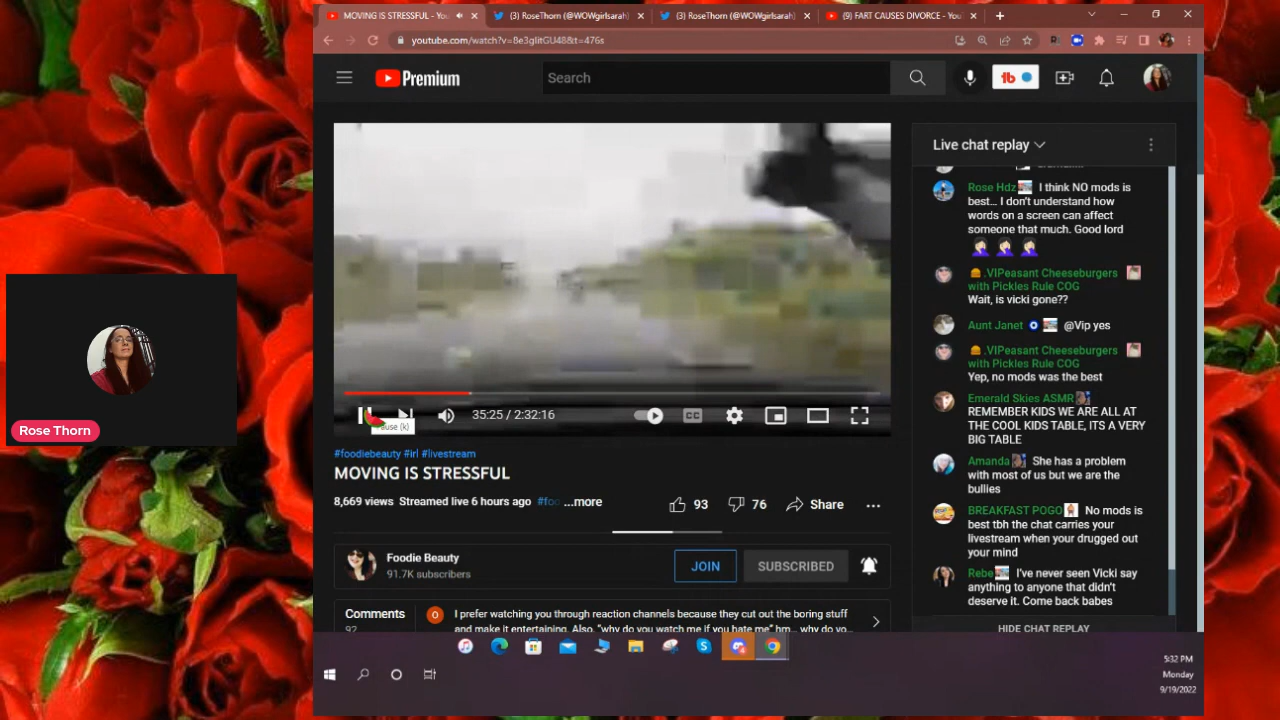 MOVING IS STRESSFUL - You
(3) RoseThorn (@WOWgirlsarah)
(3) RoseThorn (@WOWgirlsarah)
(9) FART CAUSES DIVORCE - You
youtube.com/watch?v=8e3glitGU48&t=476s
Premium
Search
Live chat replay
Rose Hdz I think NO mods is
best... I don't understand how
words on a screen can affect
someone that much. Good lord
.VIPeasant Cheeseburgers
with Pickles Rule COG
Wait, is vicki gone??
Aunt Janet @Vip yes
.VIPeasant Cheeseburgers
with Pickles Rule COG
Yep, no mods was the best
Emerald Skies ASMR
REMEMBER KIDS WE ARE ALL AT
THE COOL KIDS TABLE, ITS A VERY
BIG TABLE
Amanda She has a problem
with most of us but we are the
bullies
BREAKFAST POGO No mods is
best tbh the chat carries your
livestream when your drugged out
your mind
Rebe I've never seen Vicki say
anything to anyone that didn't
deserve it. Come back babes
HIDE CHAT REPLAY
35:25 / 2:32:16
CC
Pause (k)
#foodiebeauty #irl #livestream
MOVING IS STRESSFUL
8,669 views Streamed live 6 hours ago #foo ...more
93
76
Share
Foodie Beauty
91.7K subscribers
JOIN
SUBSCRIBED
Comments
92
I prefer watching you through reaction channels because they cut out the boring stuff
and make it entertaining. Also, "why do you watch me if you hate me" hm... why do yo...
Rose Thorn
5:32 PM
Monday
9/19/2022